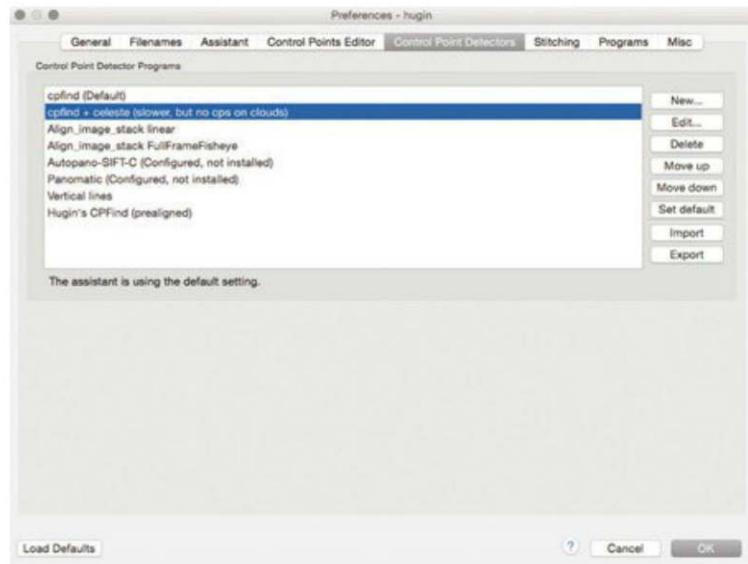 Preferences - hugin
General Filenames Assistant Control Points Editor Control Point Detectors Stitching Programs Misc
Control Point Detector Programs
cpfind (Default)
cpfind + celeste (slower, but no cps on clouds)
Align_image_stack linear
Align_image_stack FullFrameFisheye
Autopano-SIFT-C (Configured, not installed)
Panomatic (Configured, not installed)
Vertical lines
Hugin's CPFind (prealigned)
New...
Edit...
Delete
Move up
Move down
Set default
Import
Export
The assistant is using the default setting.
Load Defaults
?
Cancel
OK